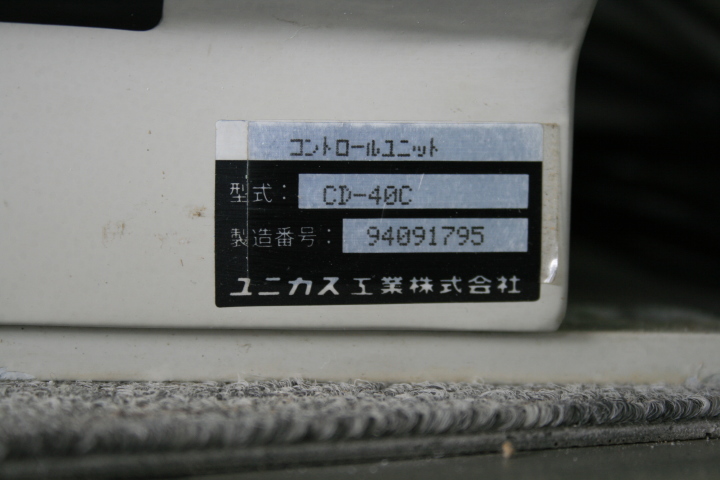 コントロールユニット
型式： CD-40C
製造番号： 94091795
ユニカス工業株式会社